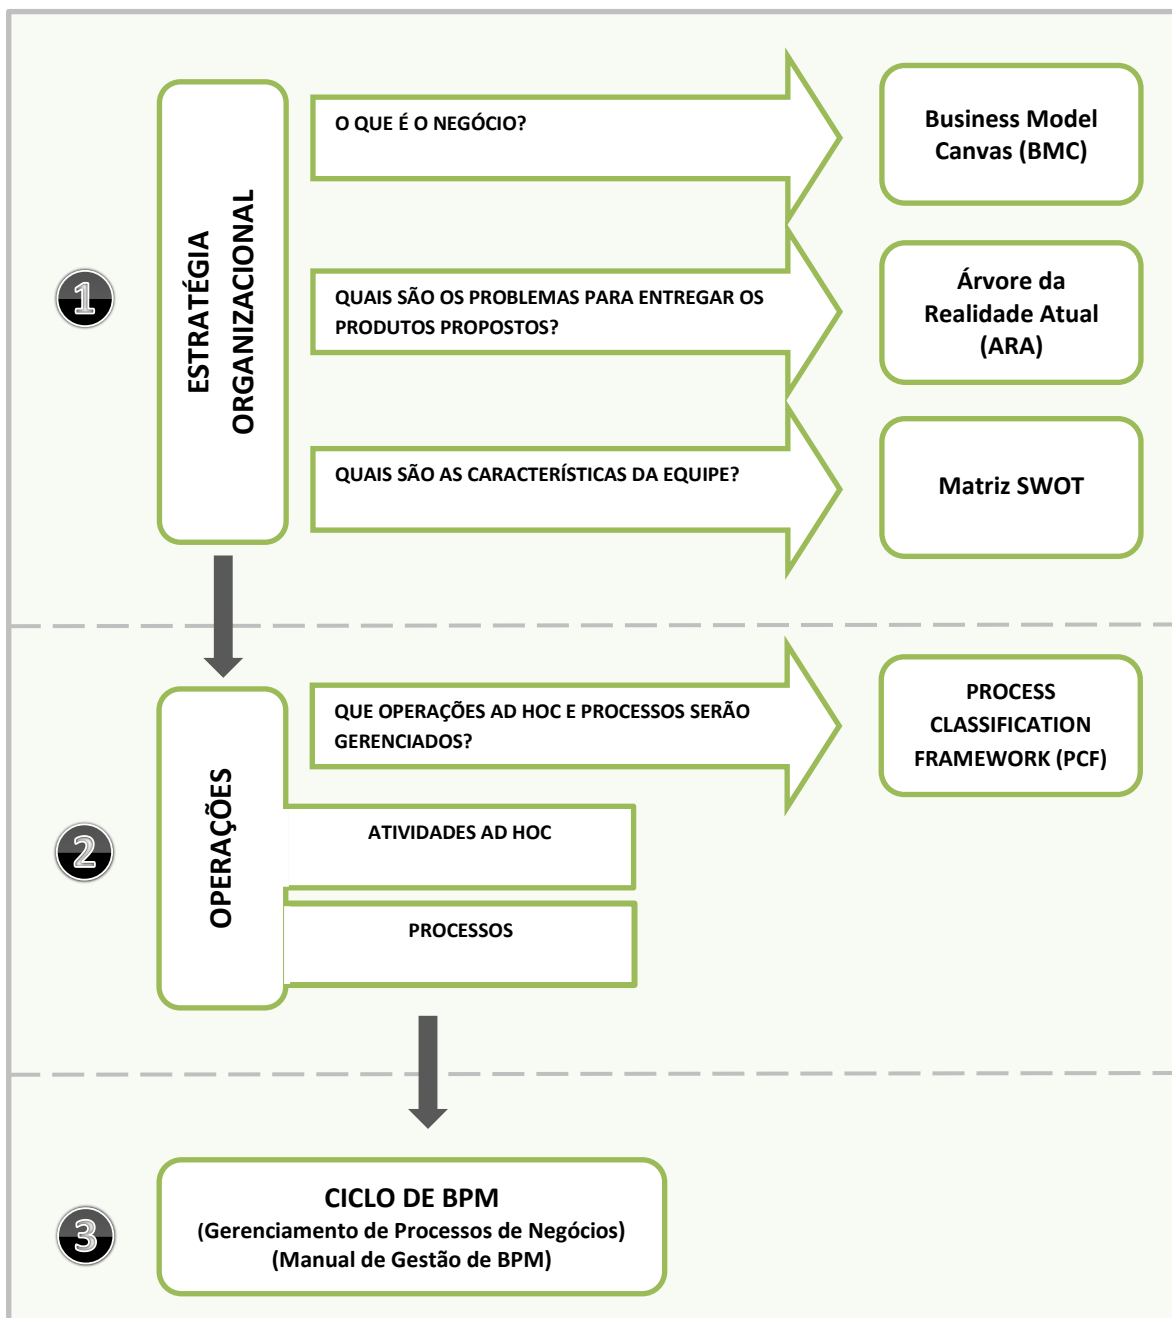 1
ESTRATÉGIA
ORGANIZACIONAL
O QUE É O NEGÓCIO?
Business Model
Canvas (BMC)
QUAIS SÃO OS PROBLEMAS PARA ENTREGAR OS
PRODUTOS PROPOSTOS?
Árvore da
Realidade Atual
(ARA)
QUAIS SÃO AS CARACTERÍSTICAS DA EQUIPE?
Matriz SWOT
2
OPERAÇÕES
QUE OPERAÇÕES AD HOC E PROCESSOS SERÃO
GERENCIADOS?
PROCESS
CLASSIFICATION
FRAMEWORK (PCF)
ATIVIDADES AD HOC
PROCESSOS
3
CICLO DE BPM
(Gerenciamento de Processos de Negócios)
(Manual de Gestão de BPM)